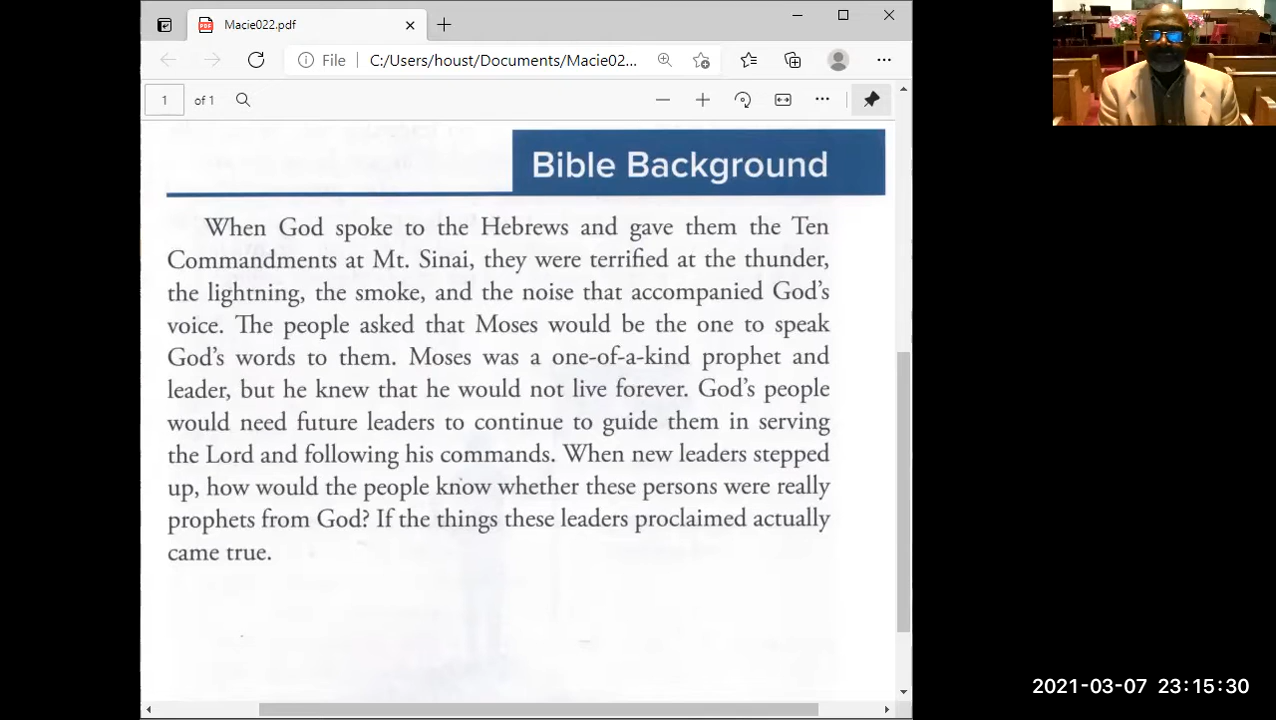 Macie022.pdf
File C:/Users/houst/Documents/Macie02...
1 of 1
Bible Background
When God spoke to the Hebrews and gave them the Ten
Commandments at Mt. Sinai, they were terrified at the thunder,
the lightning, the smoke, and the noise that accompanied God's
voice. The people asked that Moses would be the one to speak
God's words to them. Moses was a one-of-a-kind prophet and
leader, but he knew that he would not live forever. God's people
would need future leaders to continue to guide them in serving
the Lord and following his commands. When new leaders stepped
up, how would the people know whether these persons were really
prophets from God? If the things these leaders proclaimed actually
came true.
2021-03-07 23:15:30